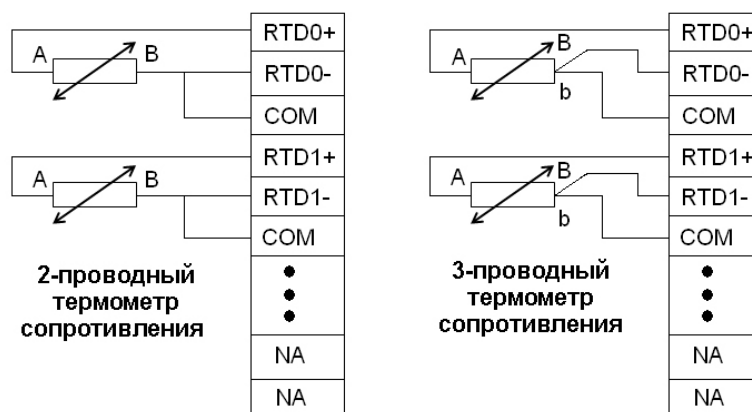 RTD0+
A
B
RTD0-
COM
RTD1+
A
B
RTD1-
COM
2-проводный
термометр
сопротивления
NA
NA
RTD0+
B
A
RTD0-
b
COM
RTD1+
B
A
RTD1-
b
COM
3-проводный
термометр
сопротивления
NA
NA